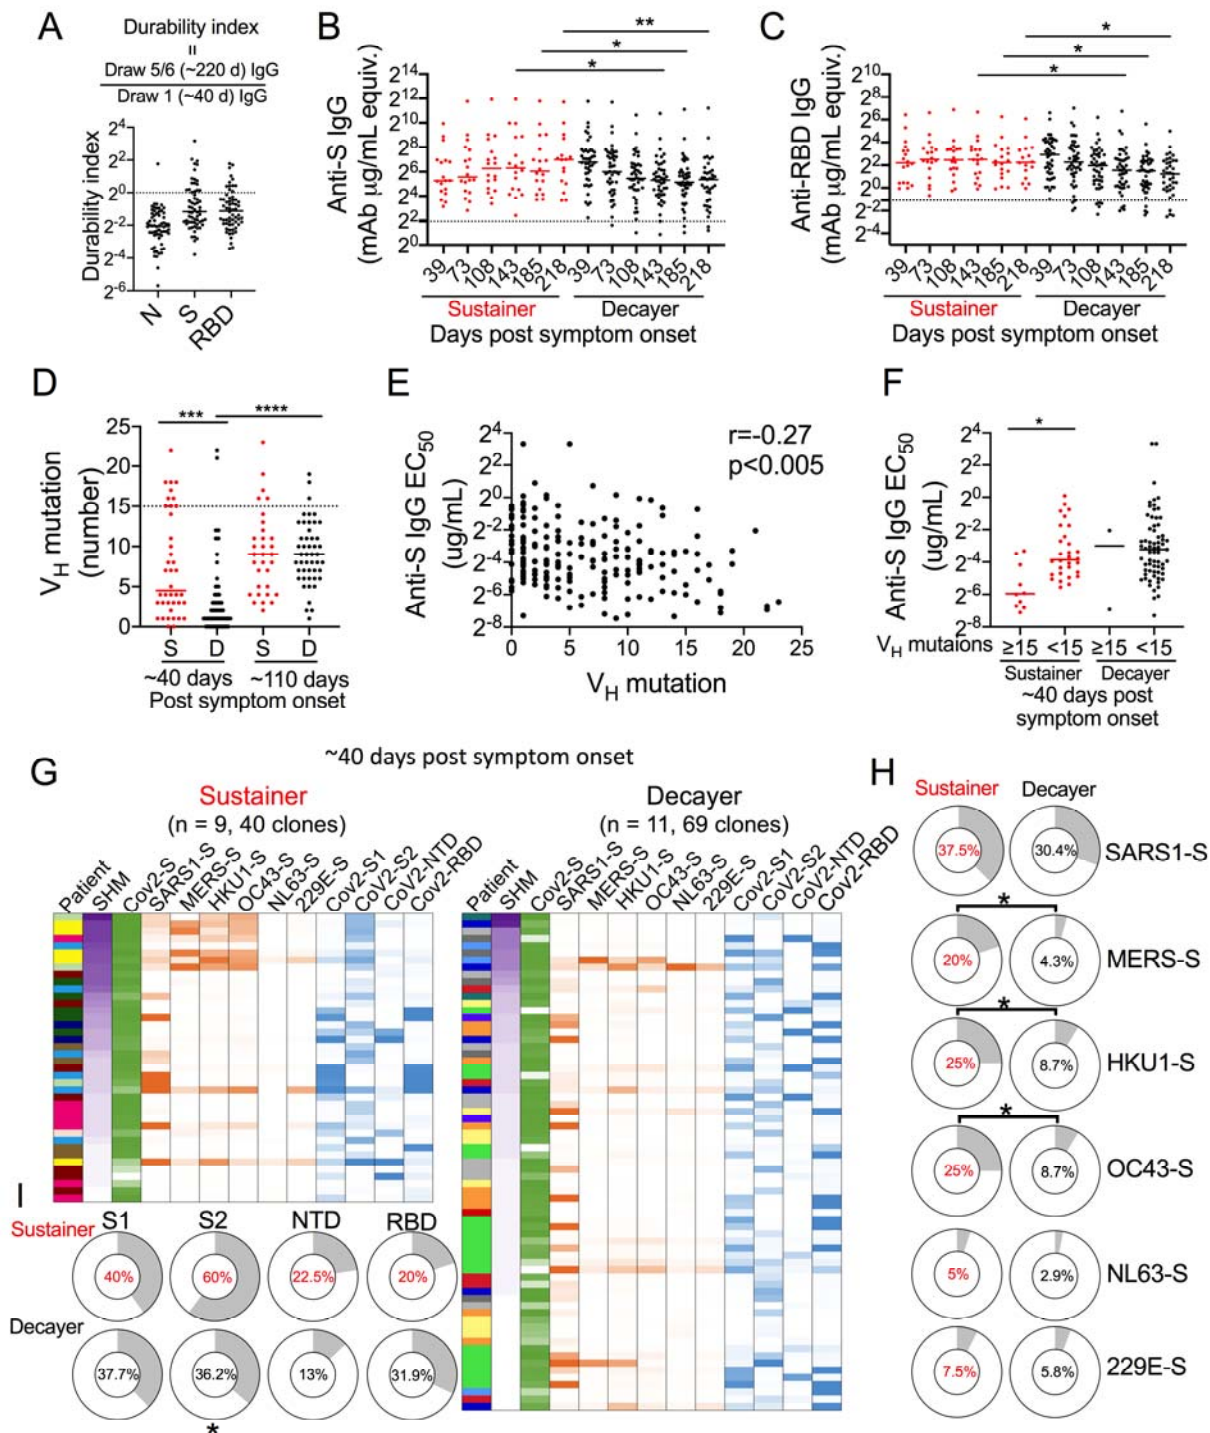 A
Durability index
=
Draw 5/6 (~220 d) IgG
Draw 1 (~40 d) IgG
Durability index
2^4
2^2
2^0
2^-2
2^-4
2^-6
N
S
RBD
B
Anti-S IgG
(mAb µg/mL equiv.)
2^14
2^12
2^10
2^8
2^6
2^4
2^2
2^0
**
*
*
39 73 108 143 185 218 39 73 108 143 185 218
Sustainer Decayer
Days post symptom onset
C
Anti-RBD IgG
(mAb µg/mL equiv.)
2^10
2^8
2^6
2^4
2^2
2^0
2^-2
2^-4
*
*
*
39 73 108 143 185 218 39 73 108 143 185 218
Sustainer Decayer
Days post symptom onset
D
V_H mutation
(number)
25
20
15
10
5
0
*** ****
S D S D
~40 days ~110 days
Post symptom onset
E
Anti-S IgG EC50
(ug/mL)
2^4
2^2
2^0
2^-2
2^-4
2^-6
2^-8
r=-0.27
p<0.005
0 5 10 15 20 25
V_H mutation
F
Anti-S IgG EC50
(ug/mL)
2^4
2^2
2^0
2^-2
2^-4
2^-6
2^-8
*
V_H mutaions ≥15 <15 ≥15 <15
Sustainer Decayer
~40 days post
symptom onset
G
~40 days post symptom onset
Sustainer
(n = 9, 40 clones)
Patient SHM Cov2-S SARS1-S MERS-S HKU1-S OC43-S NL63-S 229E-S Cov2-S1 CoV2-S2 Cov2-NTD Cov2-RBD
Decayer
(n = 11, 69 clones)
Patient SHM Cov2-S SARS1-S MERS-S HKU1-S OC43-S NL63-S 229E-S Cov2-S1 CoV2-S2 CoV2-NTD Cov2-RBD
H
Sustainer Decayer
37.5% 30.4% SARS1-S
*
20% 4.3% MERS-S
*
25% 8.7% HKU1-S
*
25% 8.7% OC43-S
5% 2.9% NL63-S
7.5% 5.8% 229E-S
I
S1 S2 NTD RBD
Sustainer
40% 60% 22.5% 20%
Decayer
37.7% 36.2% 13% 31.9%
*